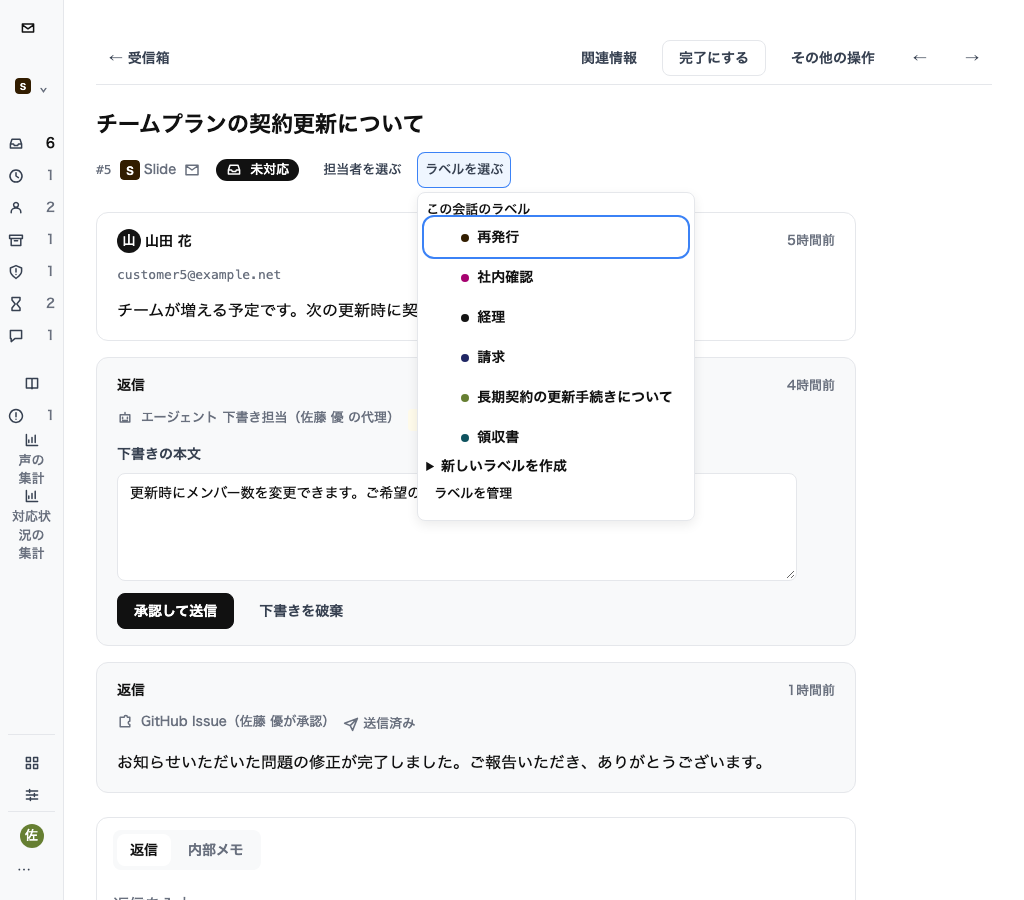 S
6
1
2
1
1
2
1
1
声の
集計
対応状
況の
集計
佐
…
← 受信箱
関連情報
完了にする
その他の操作
←
→
チームプランの契約更新について
#5 S Slide 未対応 担当者を選ぶ ラベルを選ぶ
この会話のラベル
再発行
社内確認
経理
請求
長期契約の更新手続きについて
領収書
新しいラベルを作成
ラベルを管理
山 山田 花 5時間前
customer5@example.net
チームが増える予定です。次の更新時に契
返信 4時間前
エージェント 下書き担当（佐藤 優 の代理）
下書きの本文
更新時にメンバー数を変更できます。ご希望の
承認して送信 下書きを破棄
返信 1時間前
GitHub Issue（佐藤 優が承認） 送信済み
お知らせいただいた問題の修正が完了しました。ご報告いただき、ありがとうございます。
返信 内部メモ